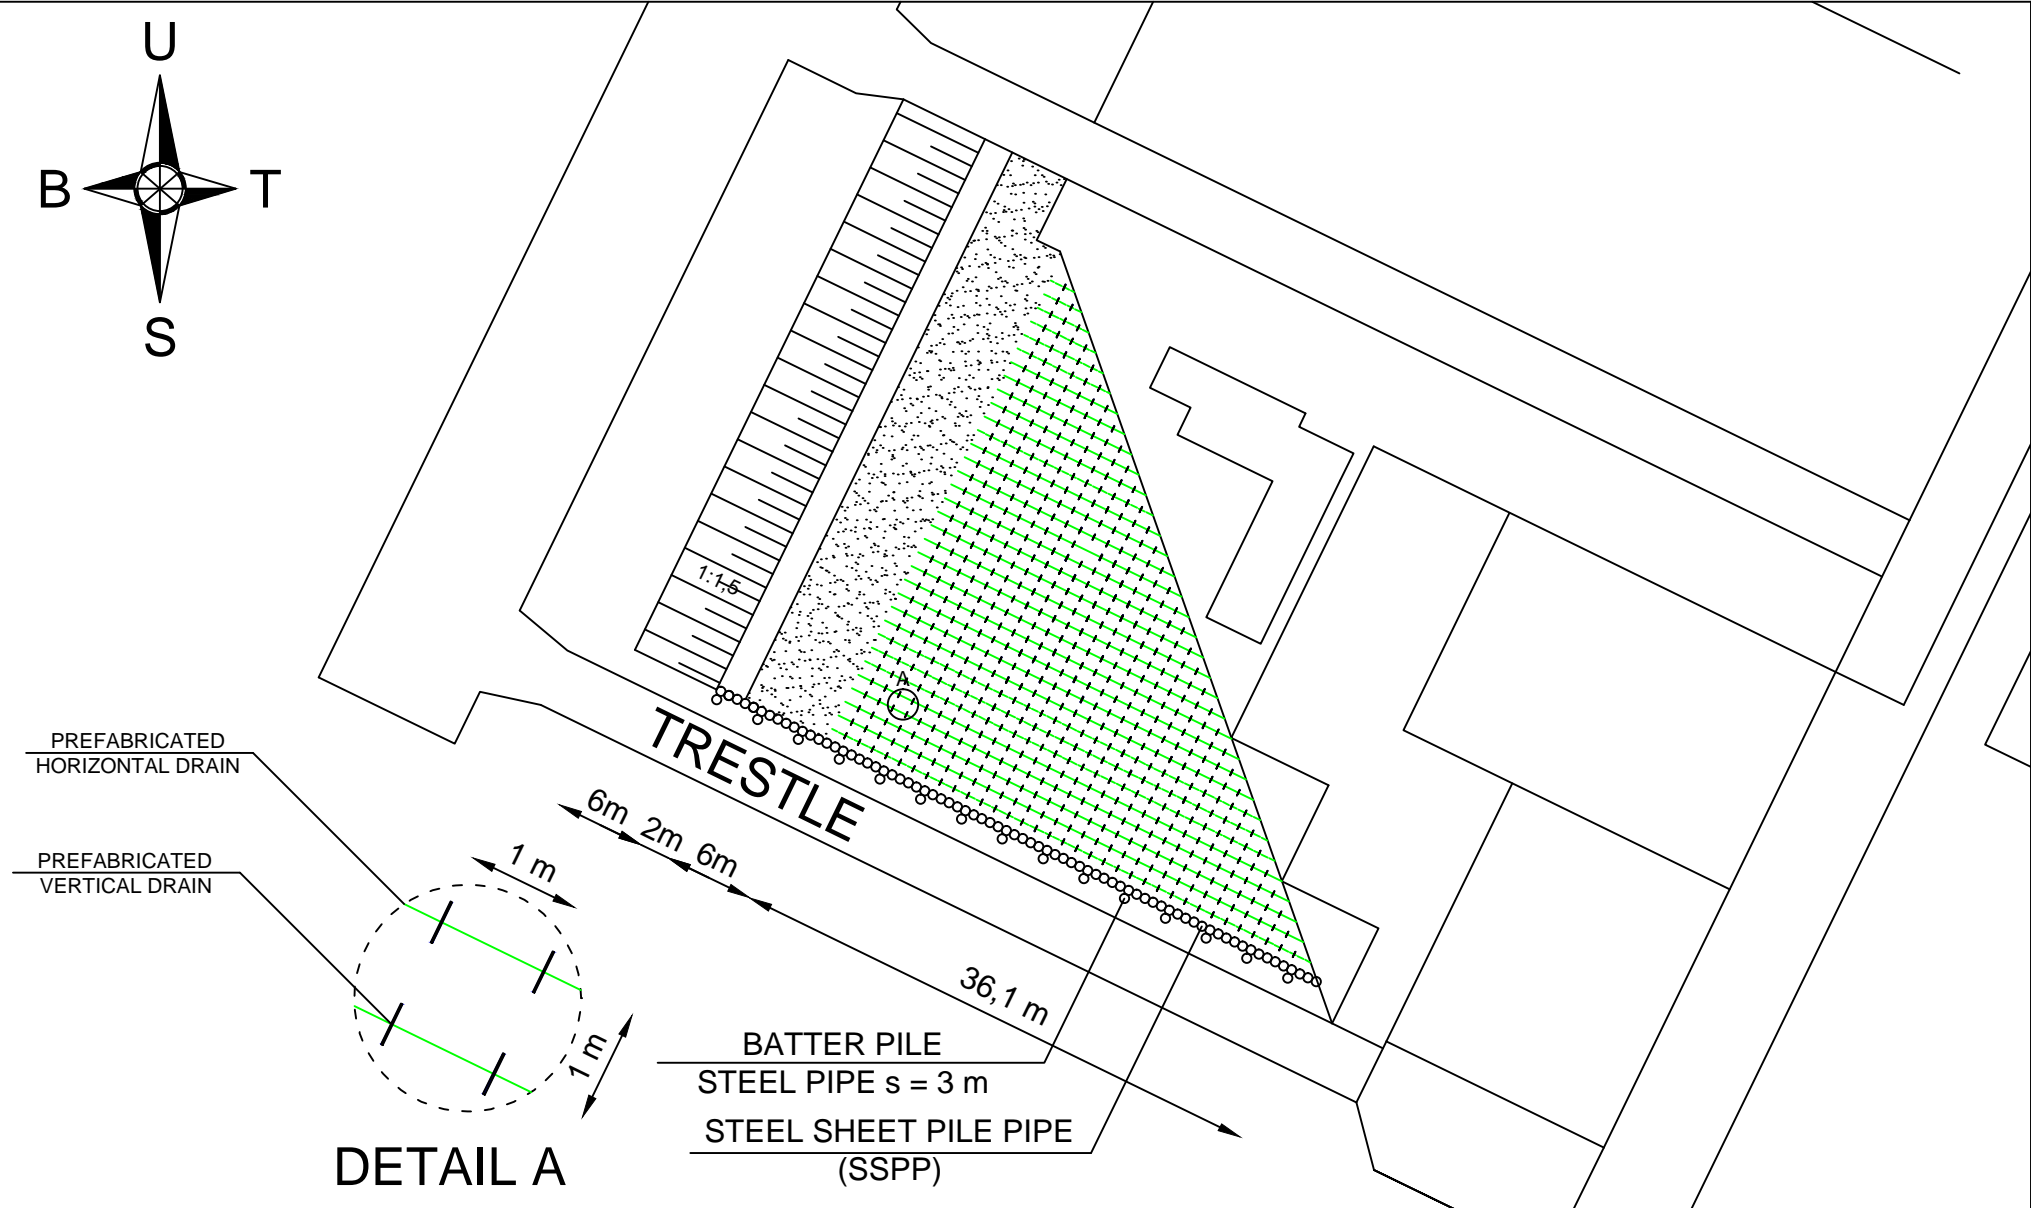 U
B
T
S
1:1,5
A
TRESTLE
PREFABRICATED
HORIZONTAL DRAIN
PREFABRICATED
VERTICAL DRAIN
6m
2m
6m
36,1 m
1 m
1 m
DETAIL A
BATTER PILE
STEEL PIPE s = 3 m
STEEL SHEET PILE PIPE
(SSPP)